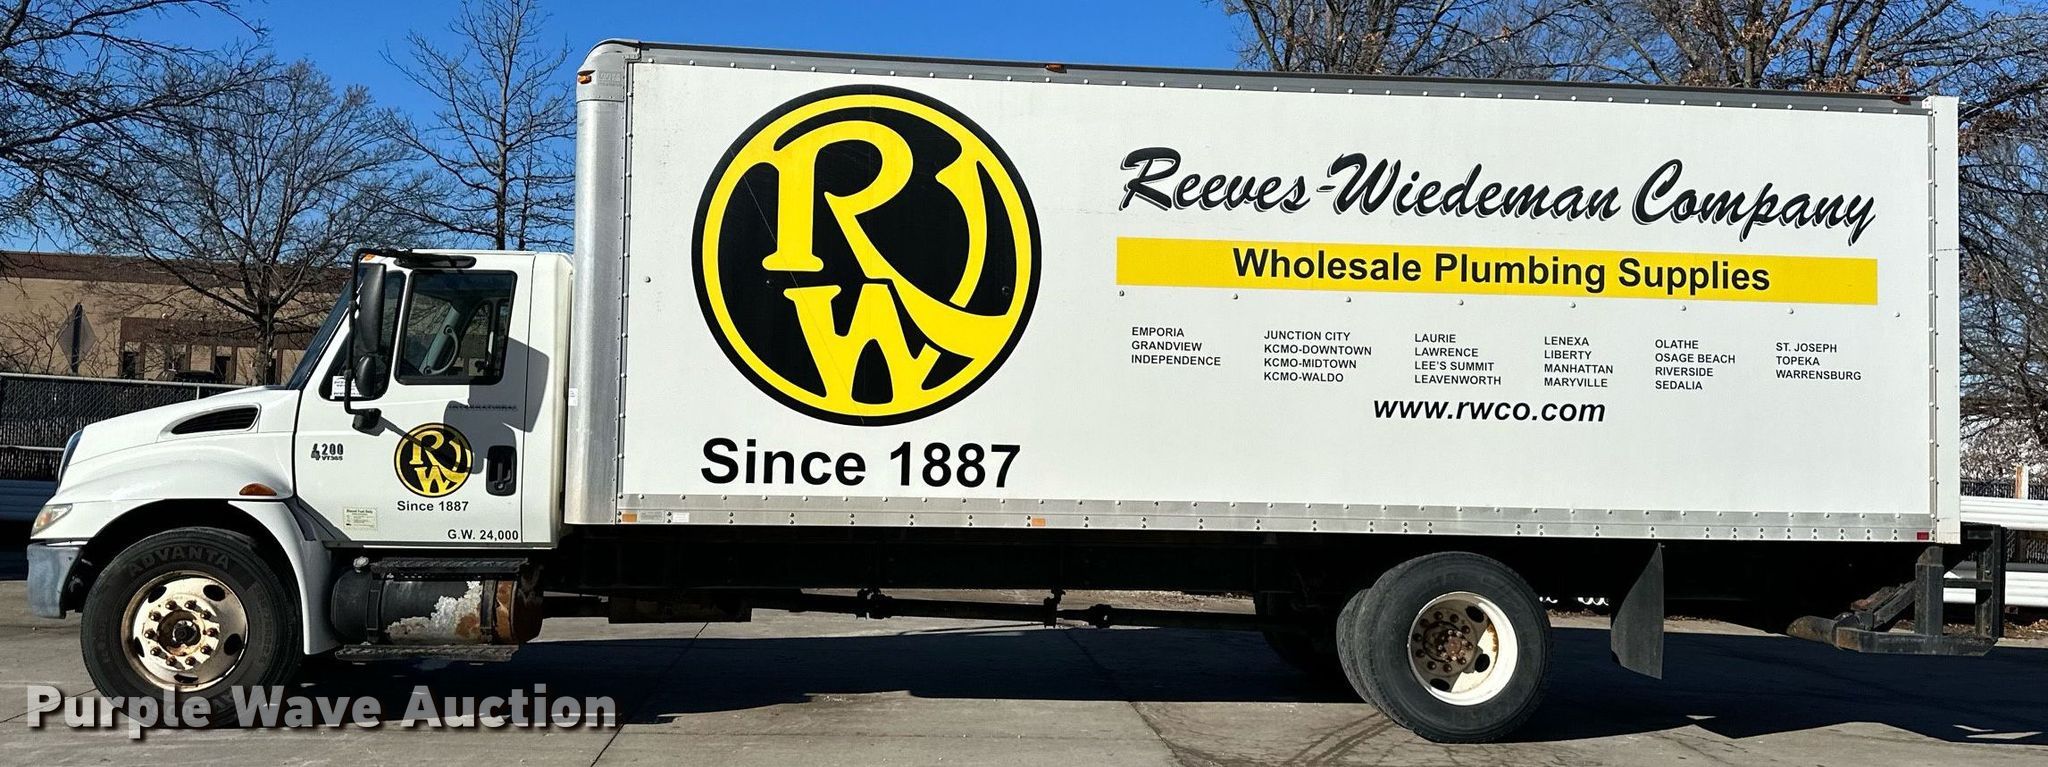 RW
Since 1887
Reeves-Wiedeman Company
Wholesale Plumbing Supplies
EMPORIA
GRANDVIEW
INDEPENDENCE
JUNCTION CITY
KCMO-DOWNTOWN
KCMO-MIDTOWN
KCMO-WALDO
LAURIE
LAWRENCE
LEE'S SUMMIT
LEAVENWORTH
LENEXA
LIBERTY
MANHATTAN
MARYVILLE
OLATHE
OSAGE BEACH
RIVERSIDE
SEDALIA
ST. JOSEPH
TOPEKA
WARRENSBURG
www.rwco.com
INTERNATIONAL
4200
VT365
RW
Since 1887
G.W. 24,000
ADVANTA
Purple Wave Auction